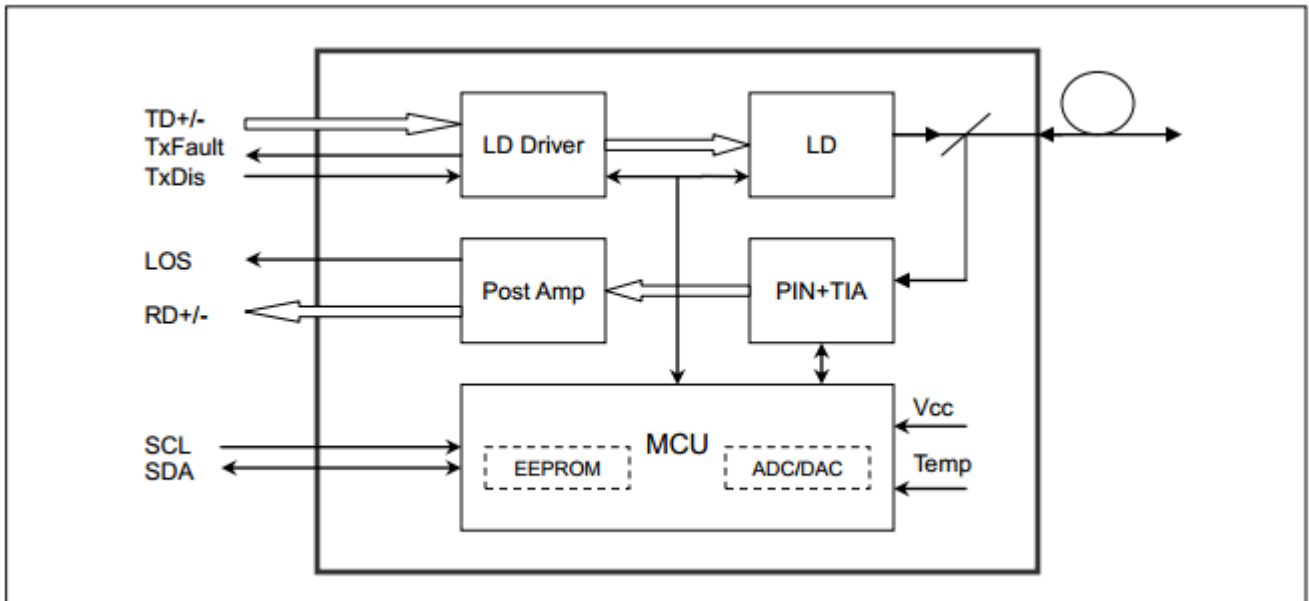 TD+/-
TxFault
TxDis
LD Driver
LD
LOS
RD+/-
Post Amp
PIN+TIA
SCL
SDA
MCU
EEPROM
ADC/DAC
Vcc
Temp